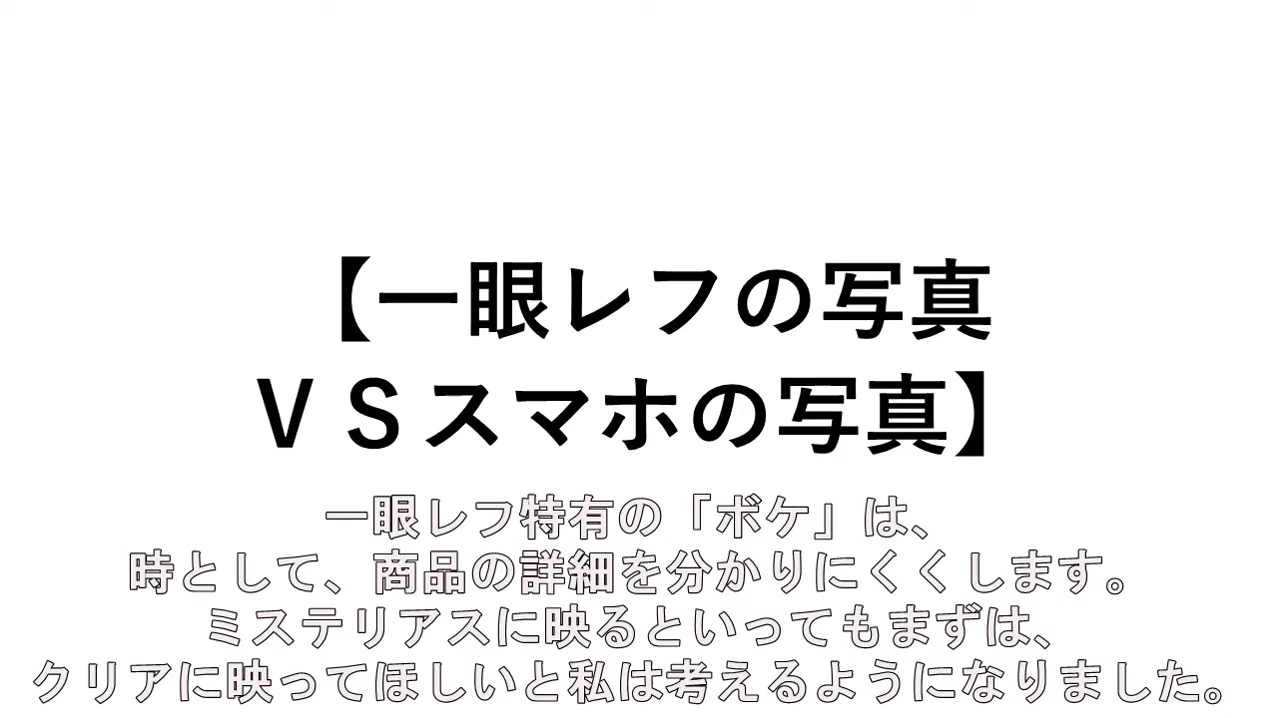 【一眼レフの写真
ＶＳスマホの写真】
一眼レフ特有の「ボケ」は、
時として、商品の詳細を分かりにくくします。
ミステリアスに映るといってもまずは、
クリアに映ってほしいと私は考えるようになりました。